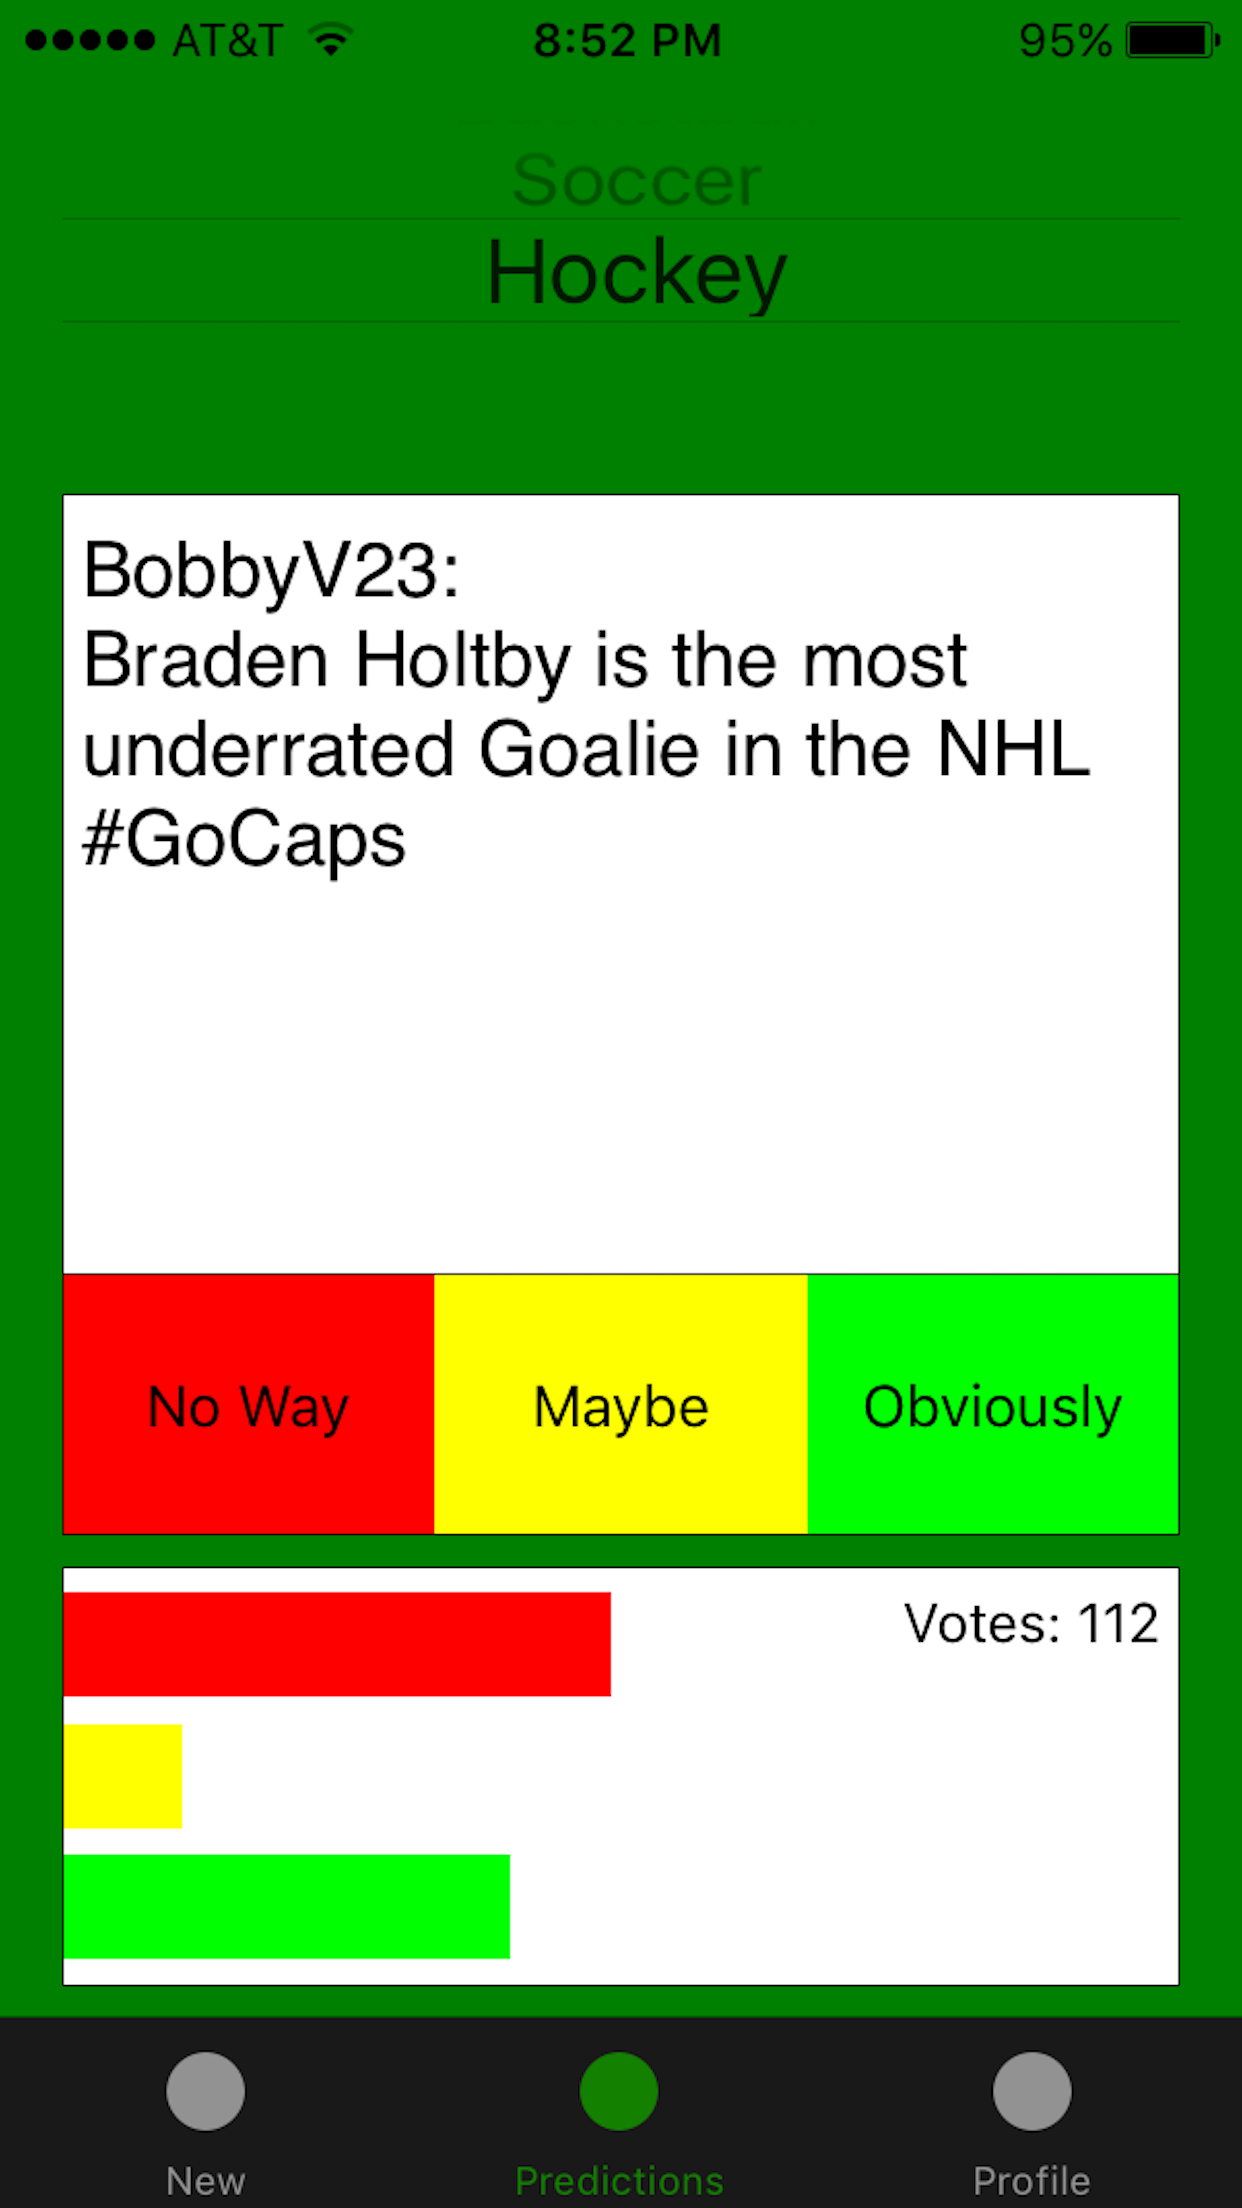 AT&T 8:52 PM 95%
Soccer
Hockey
BobbyV23:
Braden Holtby is the most
underrated Goalie in the NHL
#GoCaps
No Way Maybe Obviously
Votes: 112
New Predictions Profile